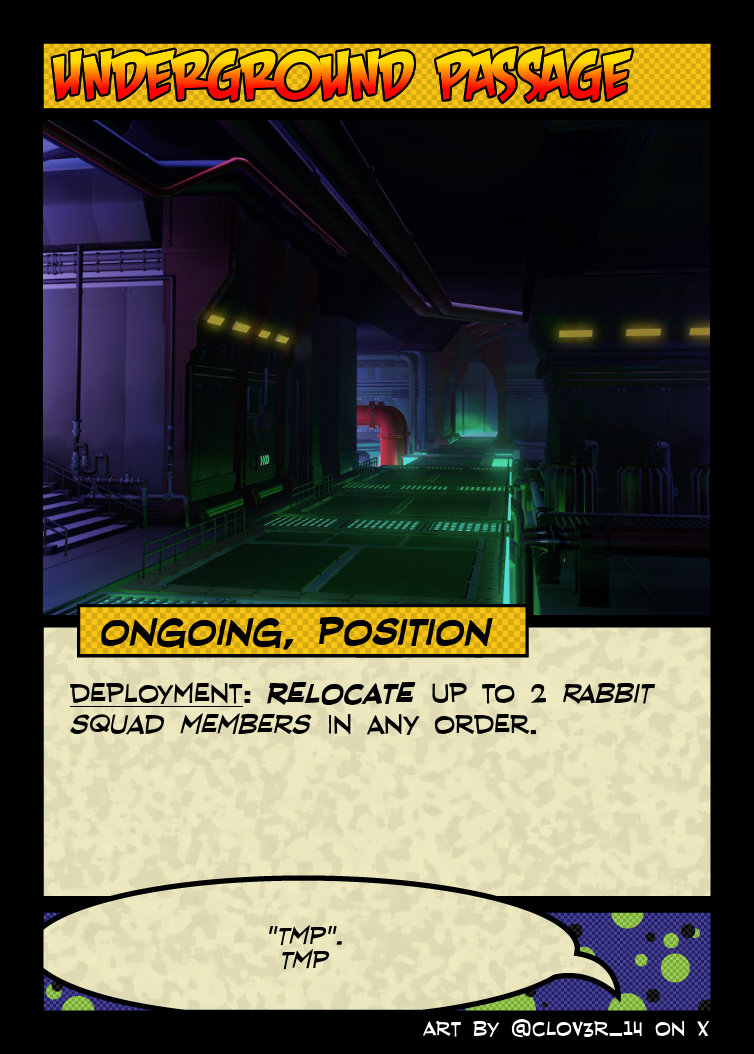 UNDERGROUND PASSAGE
ONGOING, POSITION
DEPLOYMENT: RELOCATE UP TO 2 RABBIT
SQUAD MEMBERS IN ANY ORDER.
"TMP".
TMP
ART BY @CLOV3R_14 ON X